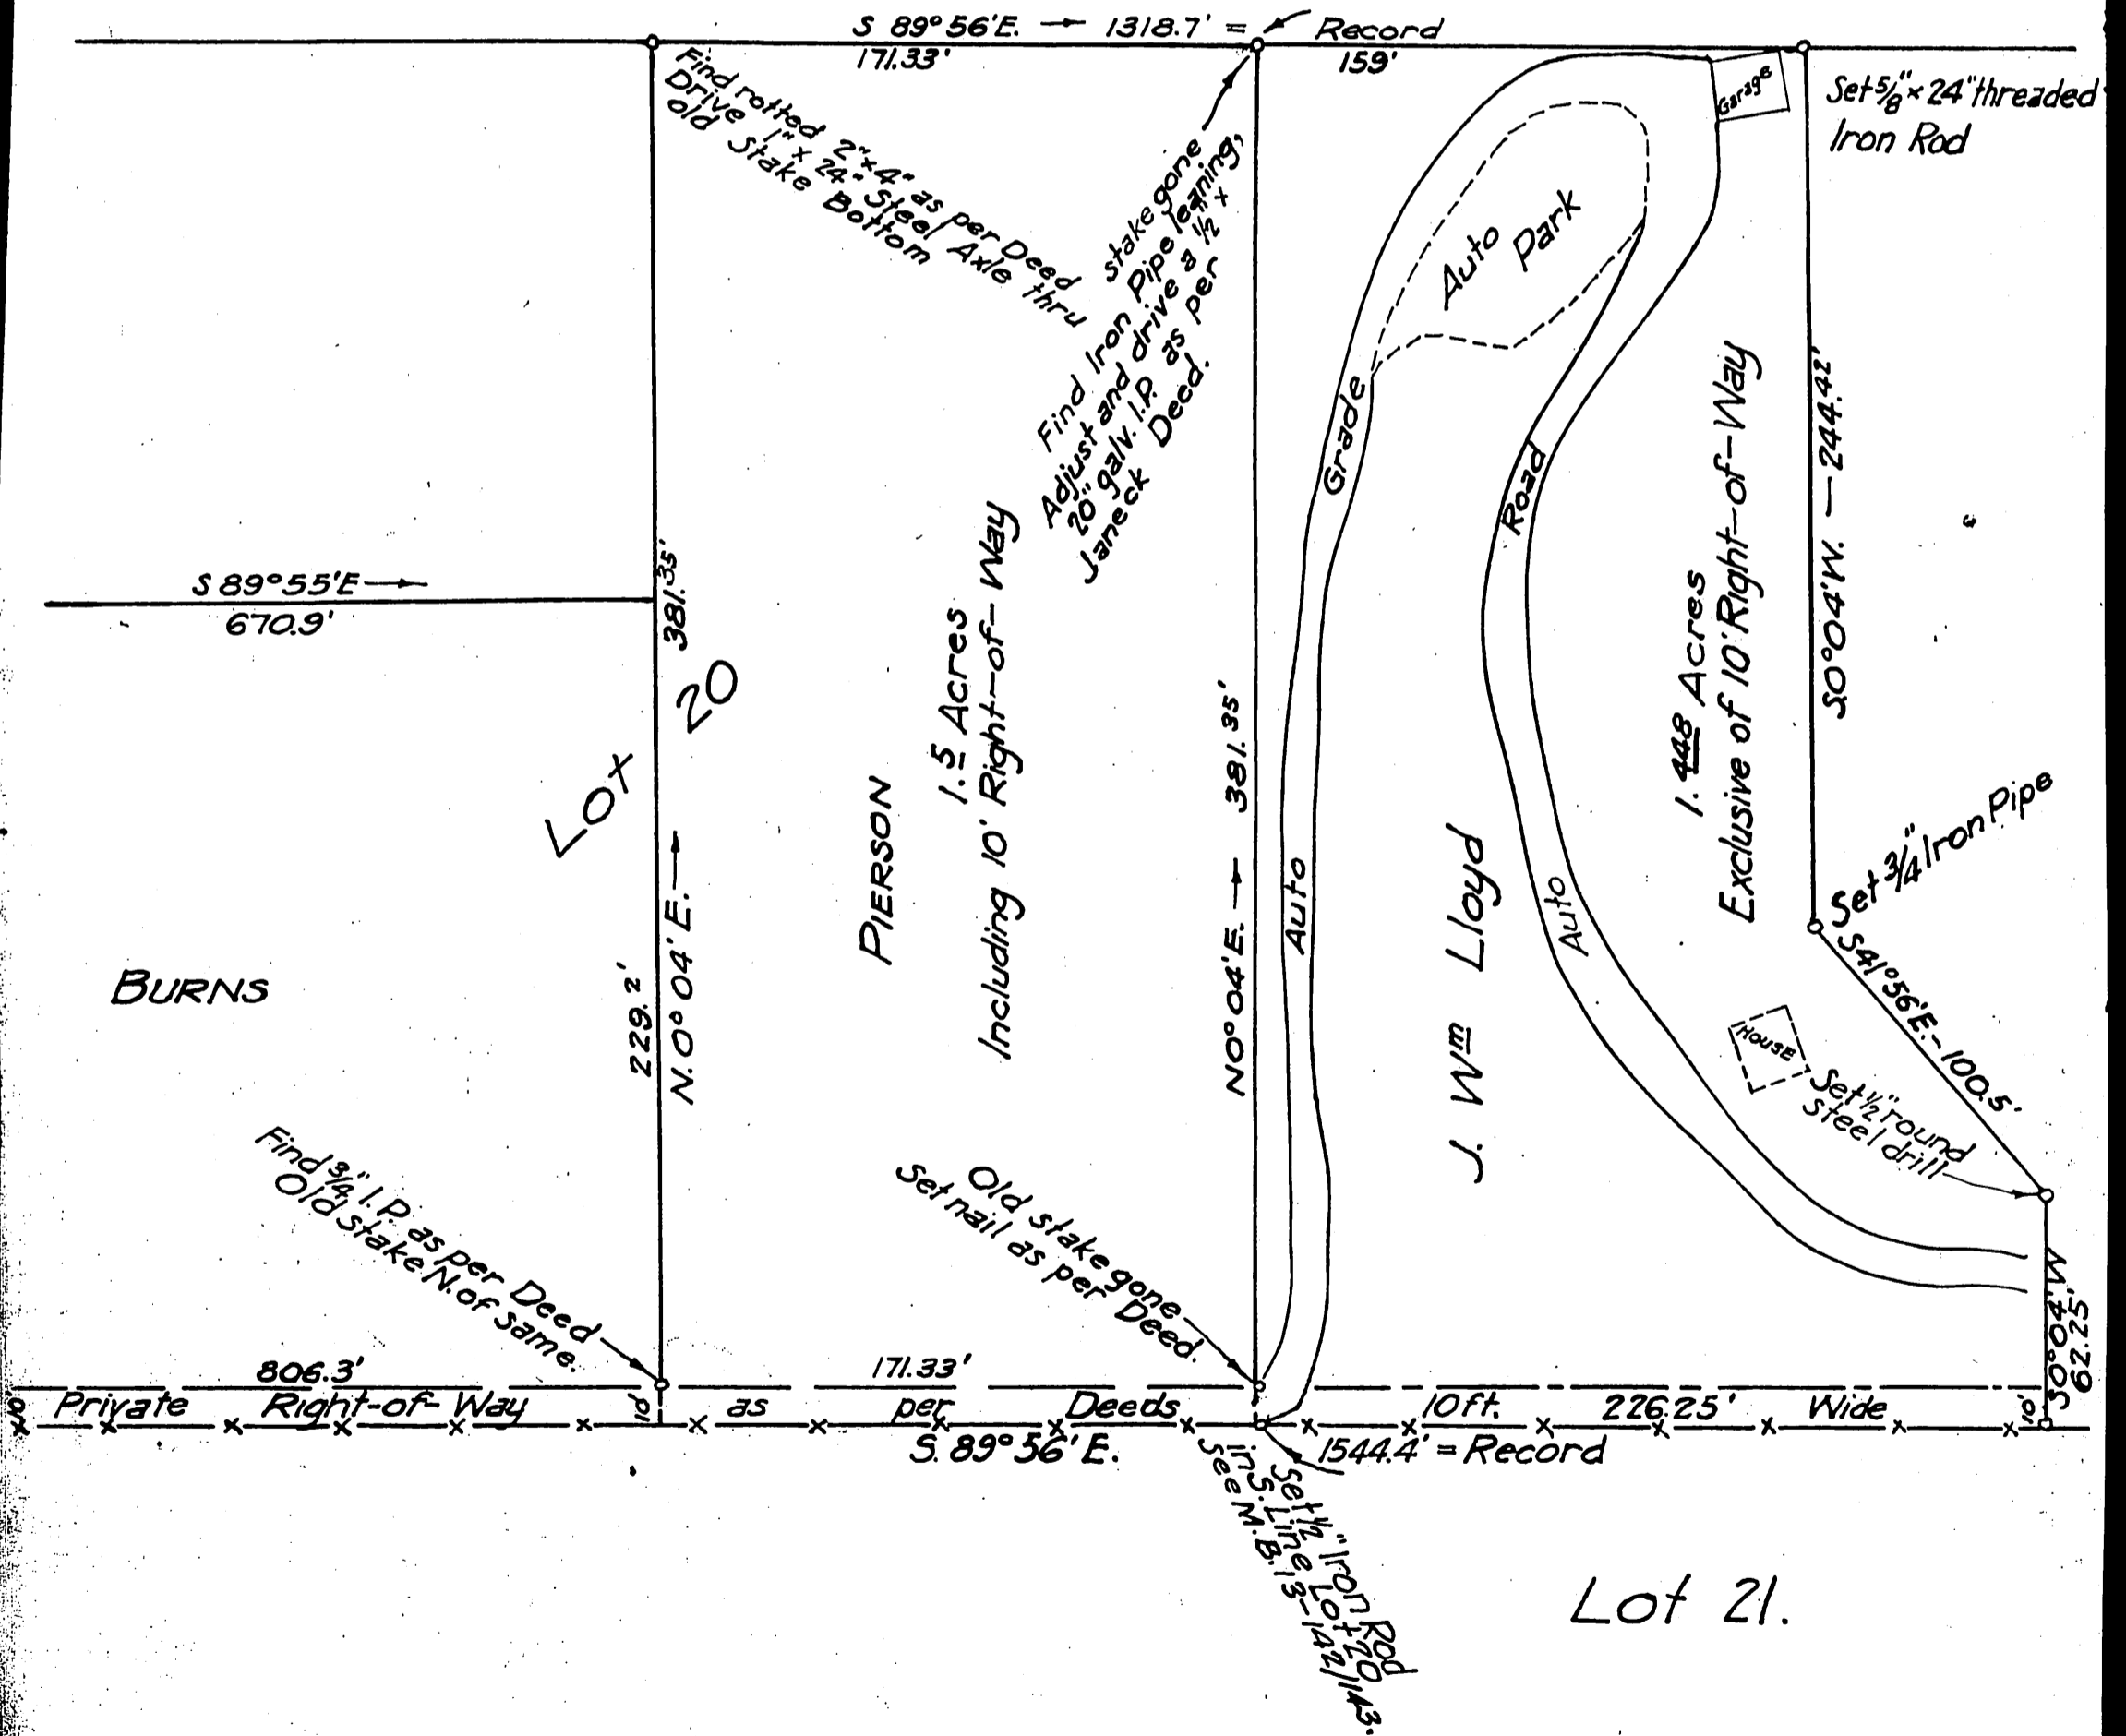 S 89° 56' E. → 1318.7' = Record
171.33'
159'
Find rotted 2"x4" as per Deed
Drive 1"x 24" Steel Axle thru
old Stake Bottom
stake gone
Find Iron Pipe leaning,
Adjust and drive a 1/2" x
20" galv. I.P. as per
Janeck Deed.
Garage
Set 5/8" x 24" threaded
Iron Rod
Auto
Park
Grade
Road
S 89° 55' E →
670.9'
381.35'
Lot 20
PIERSON
1.5 Acres
Including 10' Right-of-Way
N 0° 04' E. → 381.35'
1.448 Acres
Exclusive of 10' Right-of-Way
S.0° 04' W. — 244.42'
Set 3/4" Iron Pipe
S 41° 56' E. - 100.5'
BURNS
229.2'
N. 0° 04' E. →
Auto
J. Wm Lloyd
Auto
HOUSE
Set 1/2" round
Steel drill
Find 3/4" I.P. as per Deed
Old stake N. of same.
Old stake gone
Set nail as per Deed.
S 0° 04' W
62.25'
806.3'
171.33'
Private Right-of-Way as per Deeds 10 ft. 226.25' Wide
10'
10'
10'
S. 89° 56' E.
1544.4' = Record
Set 1/2" Iron Rod
in S. Line Lot 20
See M.B. 13-142/143.
Lot 21.